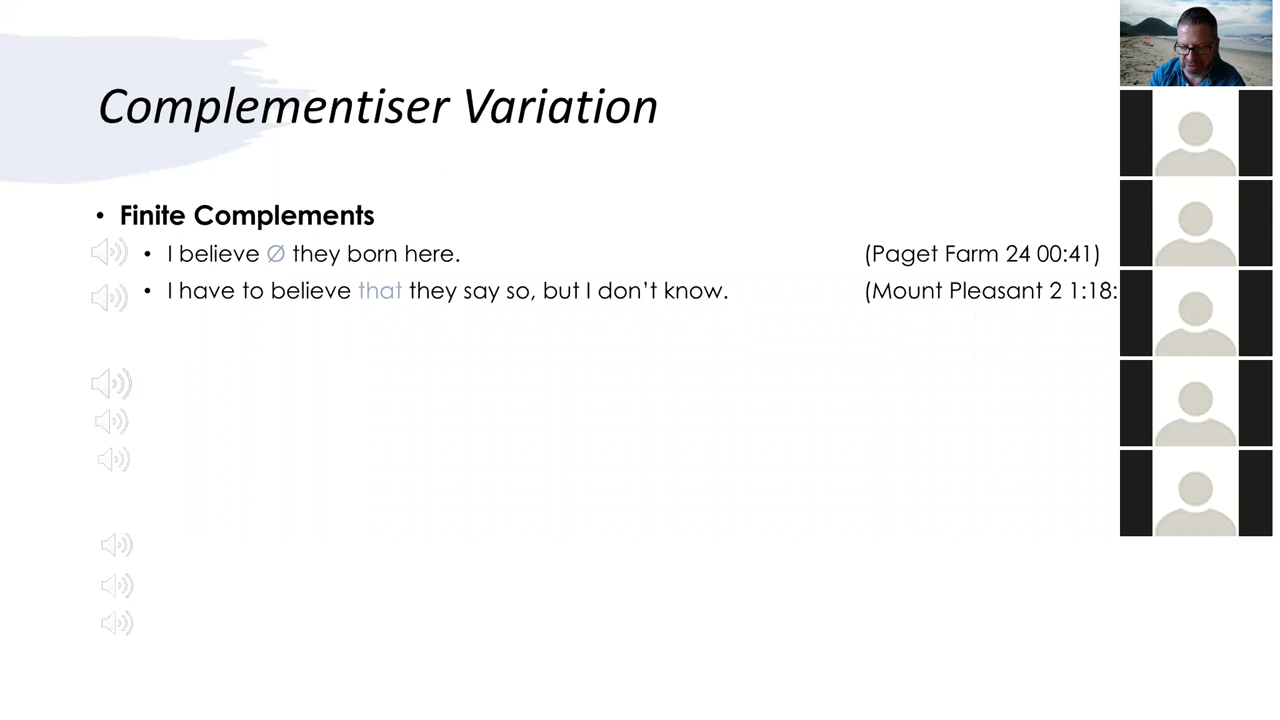 Complementiser Variation
• Finite Complements
• I believe Ø they born here. (Paget Farm 24 00:41)
• I have to believe that they say so, but I don't know. (Mount Pleasant 2 1:18: